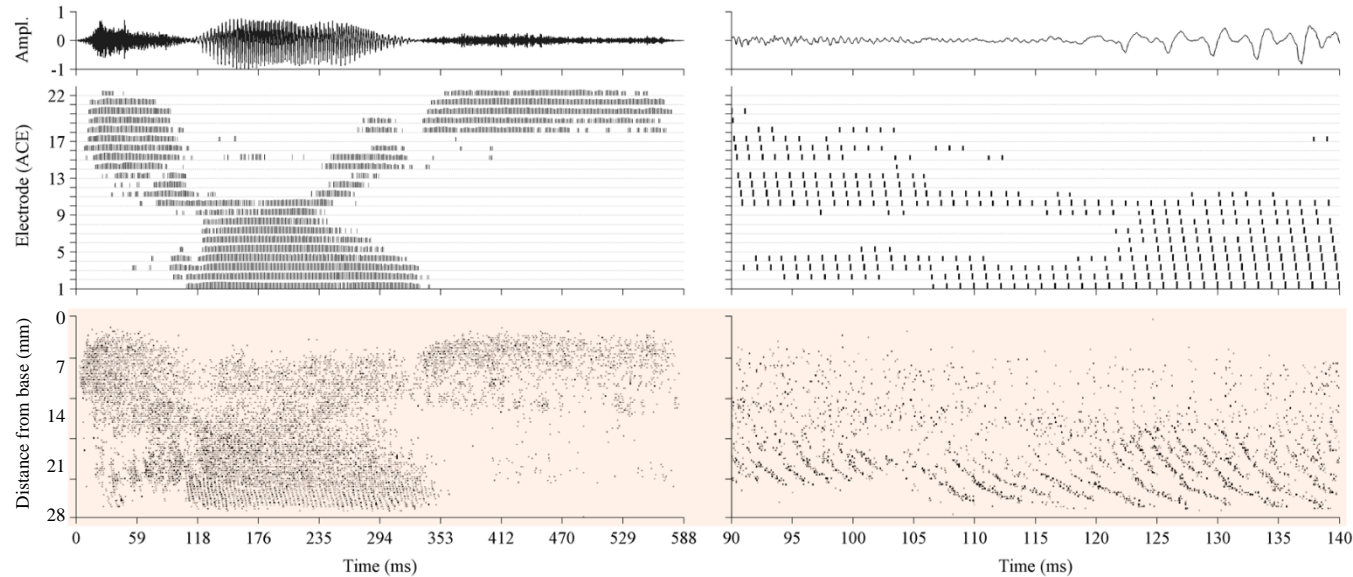 Ampl.
1
0
-1
Electrode (ACE)
22
17
13
9
5
1
Distance from base (mm)
0
7
14
21
28
0 59 118 176 235 294 353 412 470 529 588
Time (ms)
90 95 100 105 110 115 120 125 130 135 140
Time (ms)